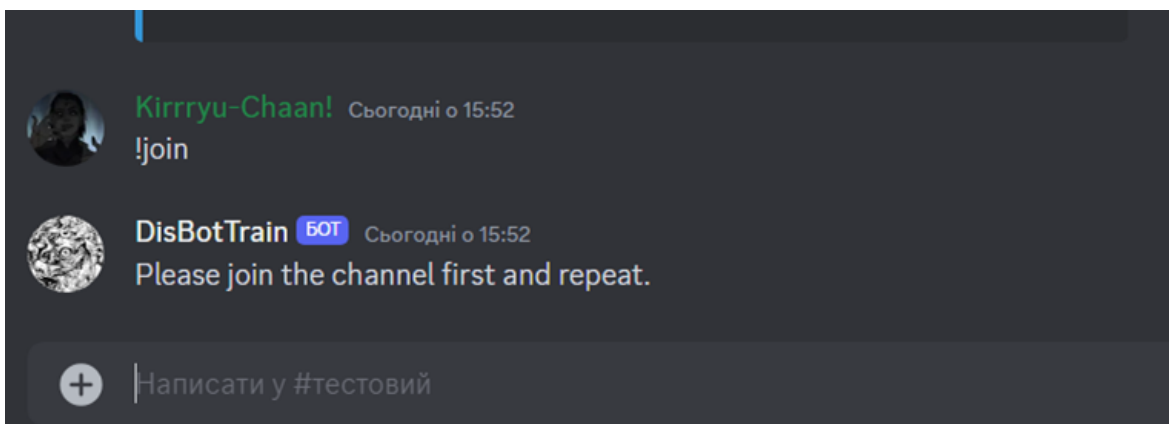 Kirrryu-Chaan! Сьогодні о 15:52
!join
DisBotTrain БОТ Сьогодні о 15:52
Please join the channel first and repeat.
Написати у #тестовий